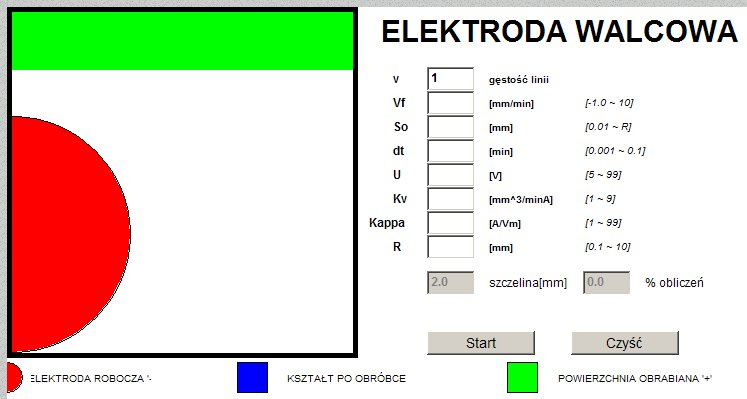 ELEKTRODA WALCOWA
v 1 gęstość linii
Vf [mm/min] [-1.0 ~ 10]
So [mm] [0.01 ~ R]
dt [min] [0.001 ~ 0.1]
U [V] [5 ~ 99]
Kv [mm^3/minA] [1 ~ 9]
Kappa [A/Vm] [1 ~ 99]
R [mm] [0.1 ~ 10]
2.0 szczelina[mm] 0.0 % obliczeń
Start Czyść
ELEKTRODA ROBOCZA '- KSZTAŁT PO OBRÓBCE POWIERZCHNIA OBRABIANA '+'